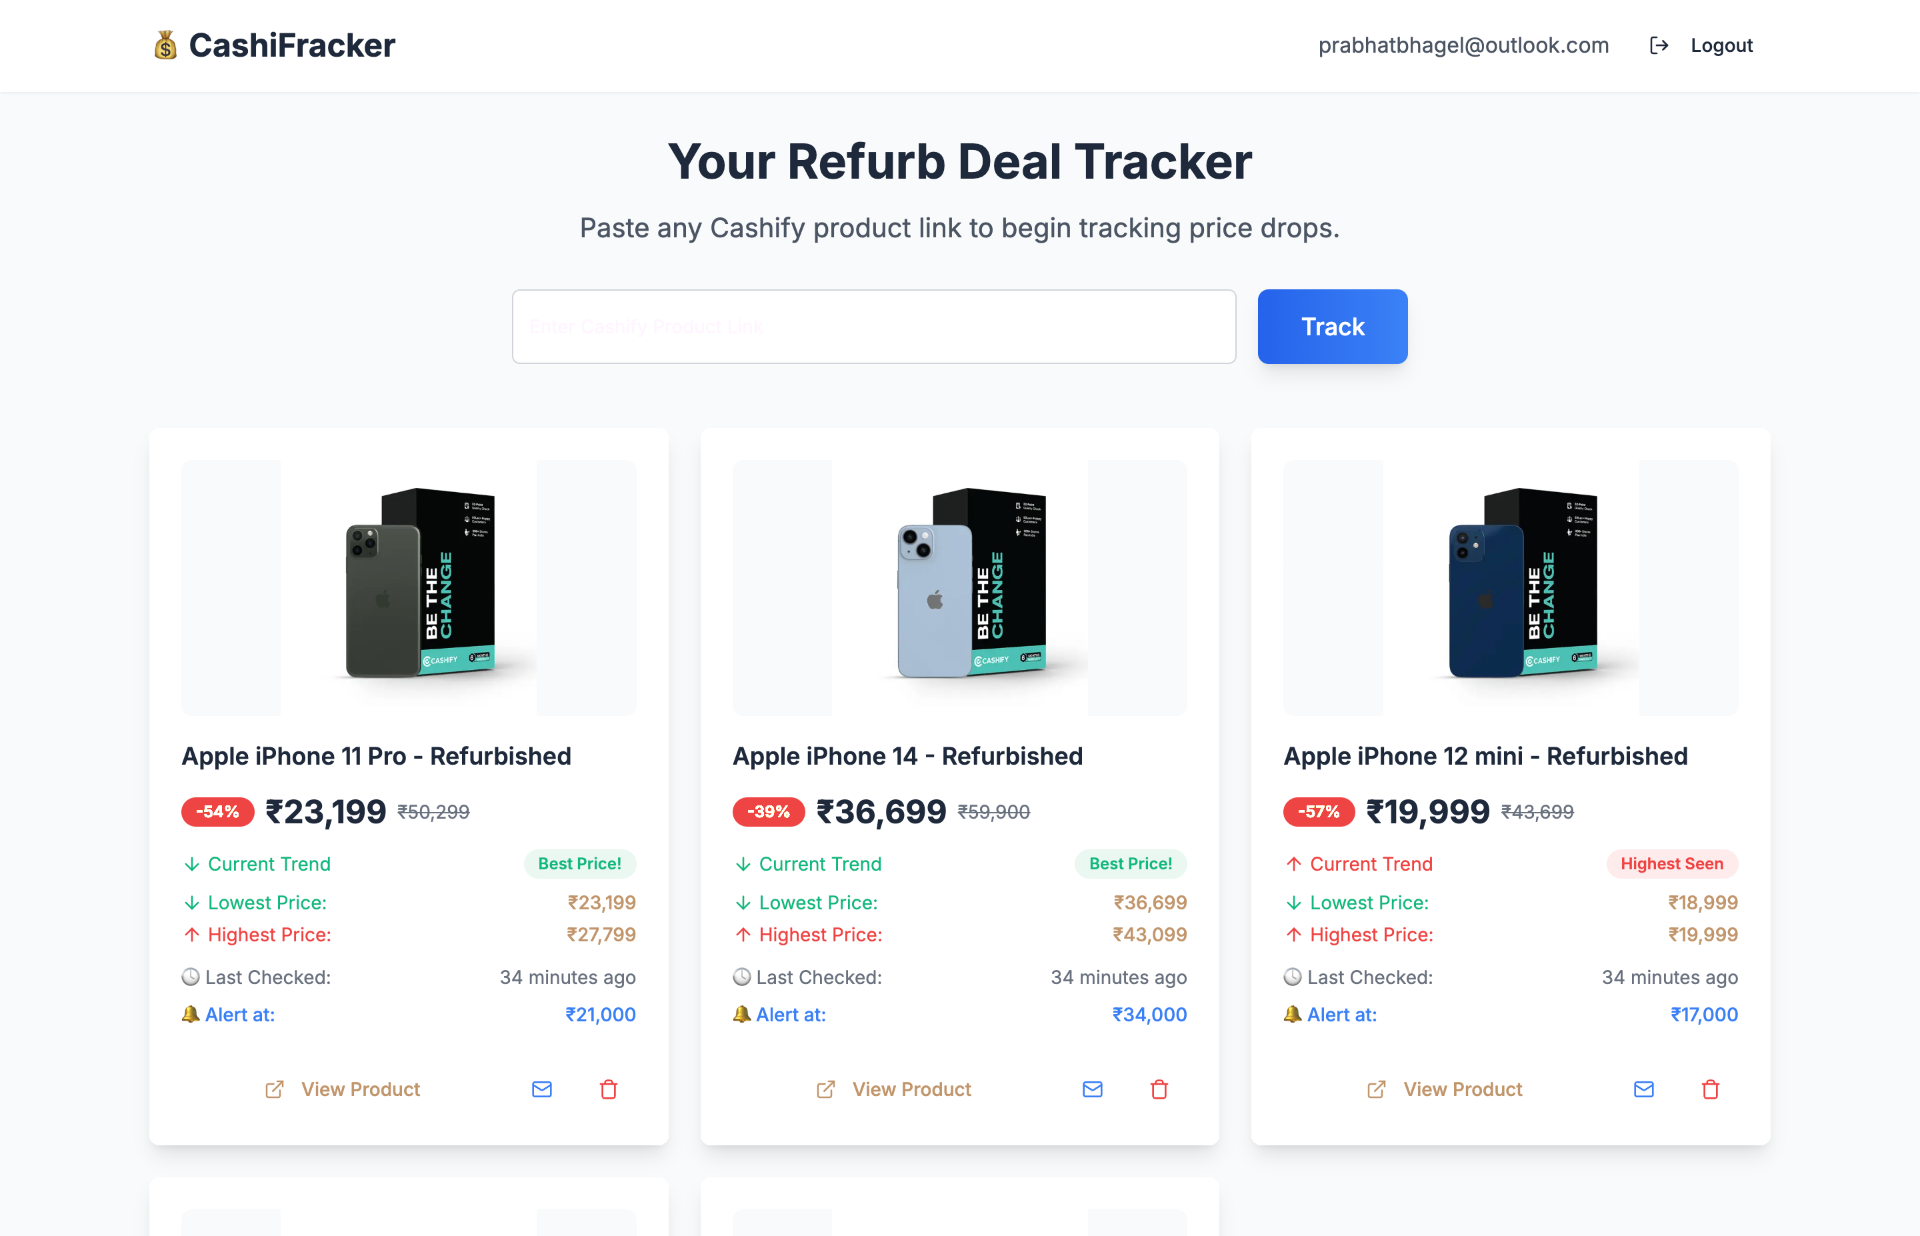 CashiFracker
prabhatbhagel@outlook.com
Logout
Your Refurb Deal Tracker
Paste any Cashify product link to begin tracking price drops.
Enter Cashify Product Link
Track
BE THE
CHANGE
CASHIFY
BE THE
CHANGE
CASHIFY
BE THE
CHANGE
CASHIFY
Apple iPhone 11 Pro - Refurbished
-54% ₹23,199 ₹50,299
Current Trend Best Price!
Lowest Price: ₹23,199
Highest Price: ₹27,799
Last Checked: 34 minutes ago
Alert at: ₹21,000
View Product
Apple iPhone 14 - Refurbished
-39% ₹36,699 ₹59,900
Current Trend Best Price!
Lowest Price: ₹36,699
Highest Price: ₹43,099
Last Checked: 34 minutes ago
Alert at: ₹34,000
View Product
Apple iPhone 12 mini - Refurbished
-57% ₹19,999 ₹43,699
Current Trend Highest Seen
Lowest Price: ₹18,999
Highest Price: ₹19,999
Last Checked: 34 minutes ago
Alert at: ₹17,000
View Product